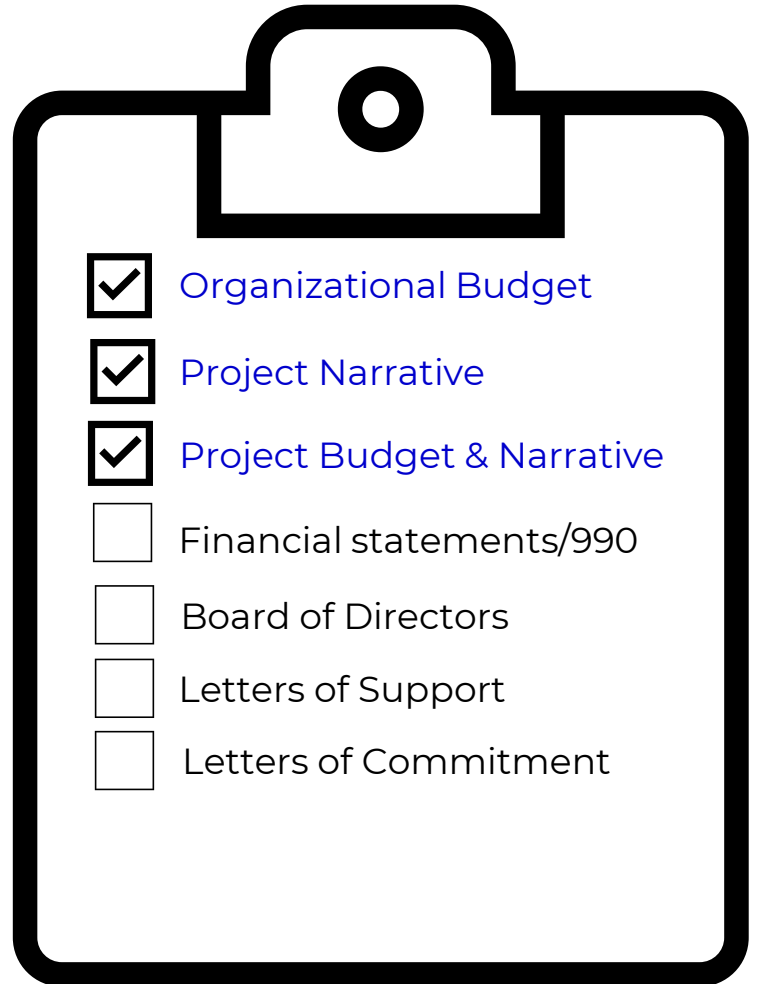 Organizational Budget
Project Narrative
Project Budget & Narrative
Financial statements/990
Board of Directors
Letters of Support
Letters of Commitment